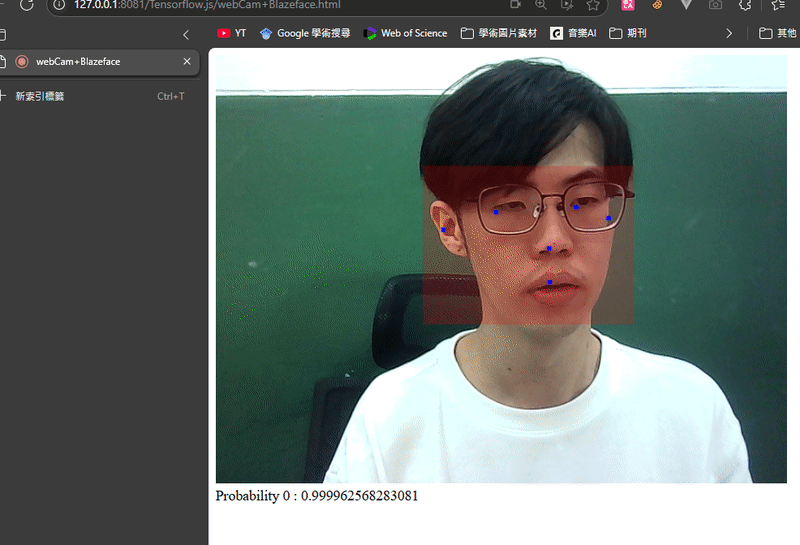 127.0.0.1:8081/Tensorflow.js/webCam+Blazeface.html
YT Google 學術搜尋 Web of Science 學術圖片素材 音樂AI 期刊 其他
webCam+Blazeface
新索引標籤 Ctrl+T
Probability 0 : 0.999962568283081